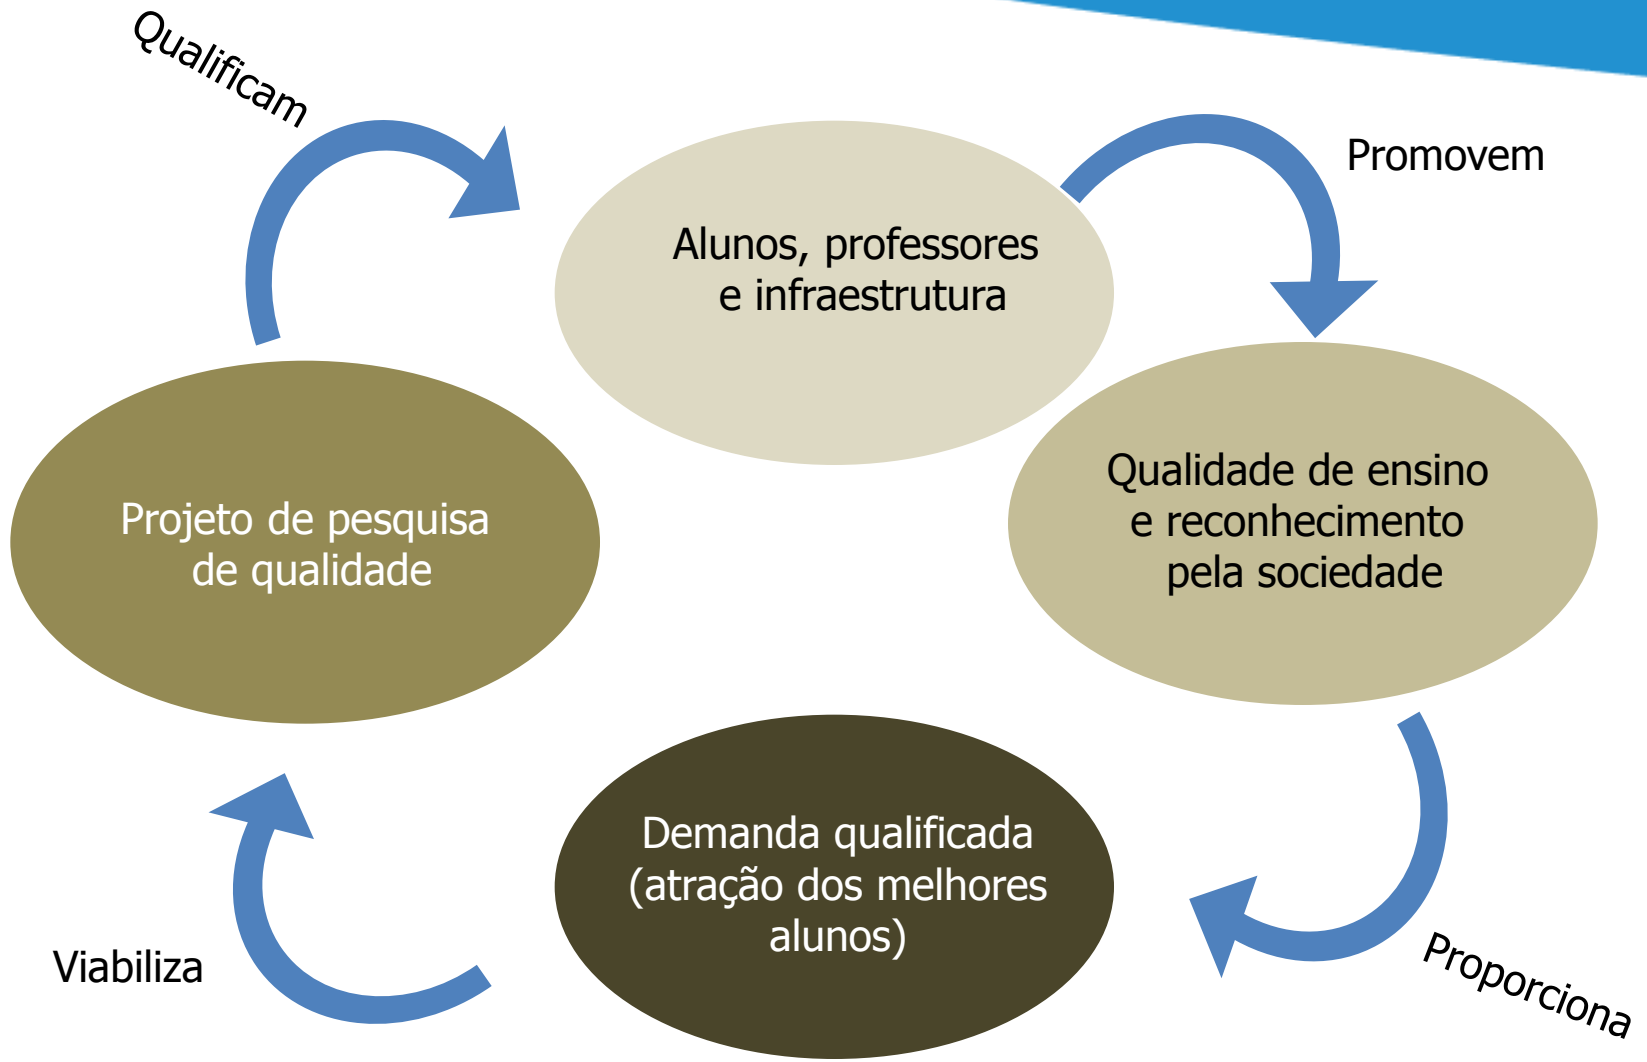 Qualificam
Promovem
Alunos, professores
e infraestrutura
Qualidade de ensino
e reconhecimento
pela sociedade
Projeto de pesquisa
de qualidade
Demanda qualificada
(atração dos melhores
alunos)
Viabiliza
Proporciona